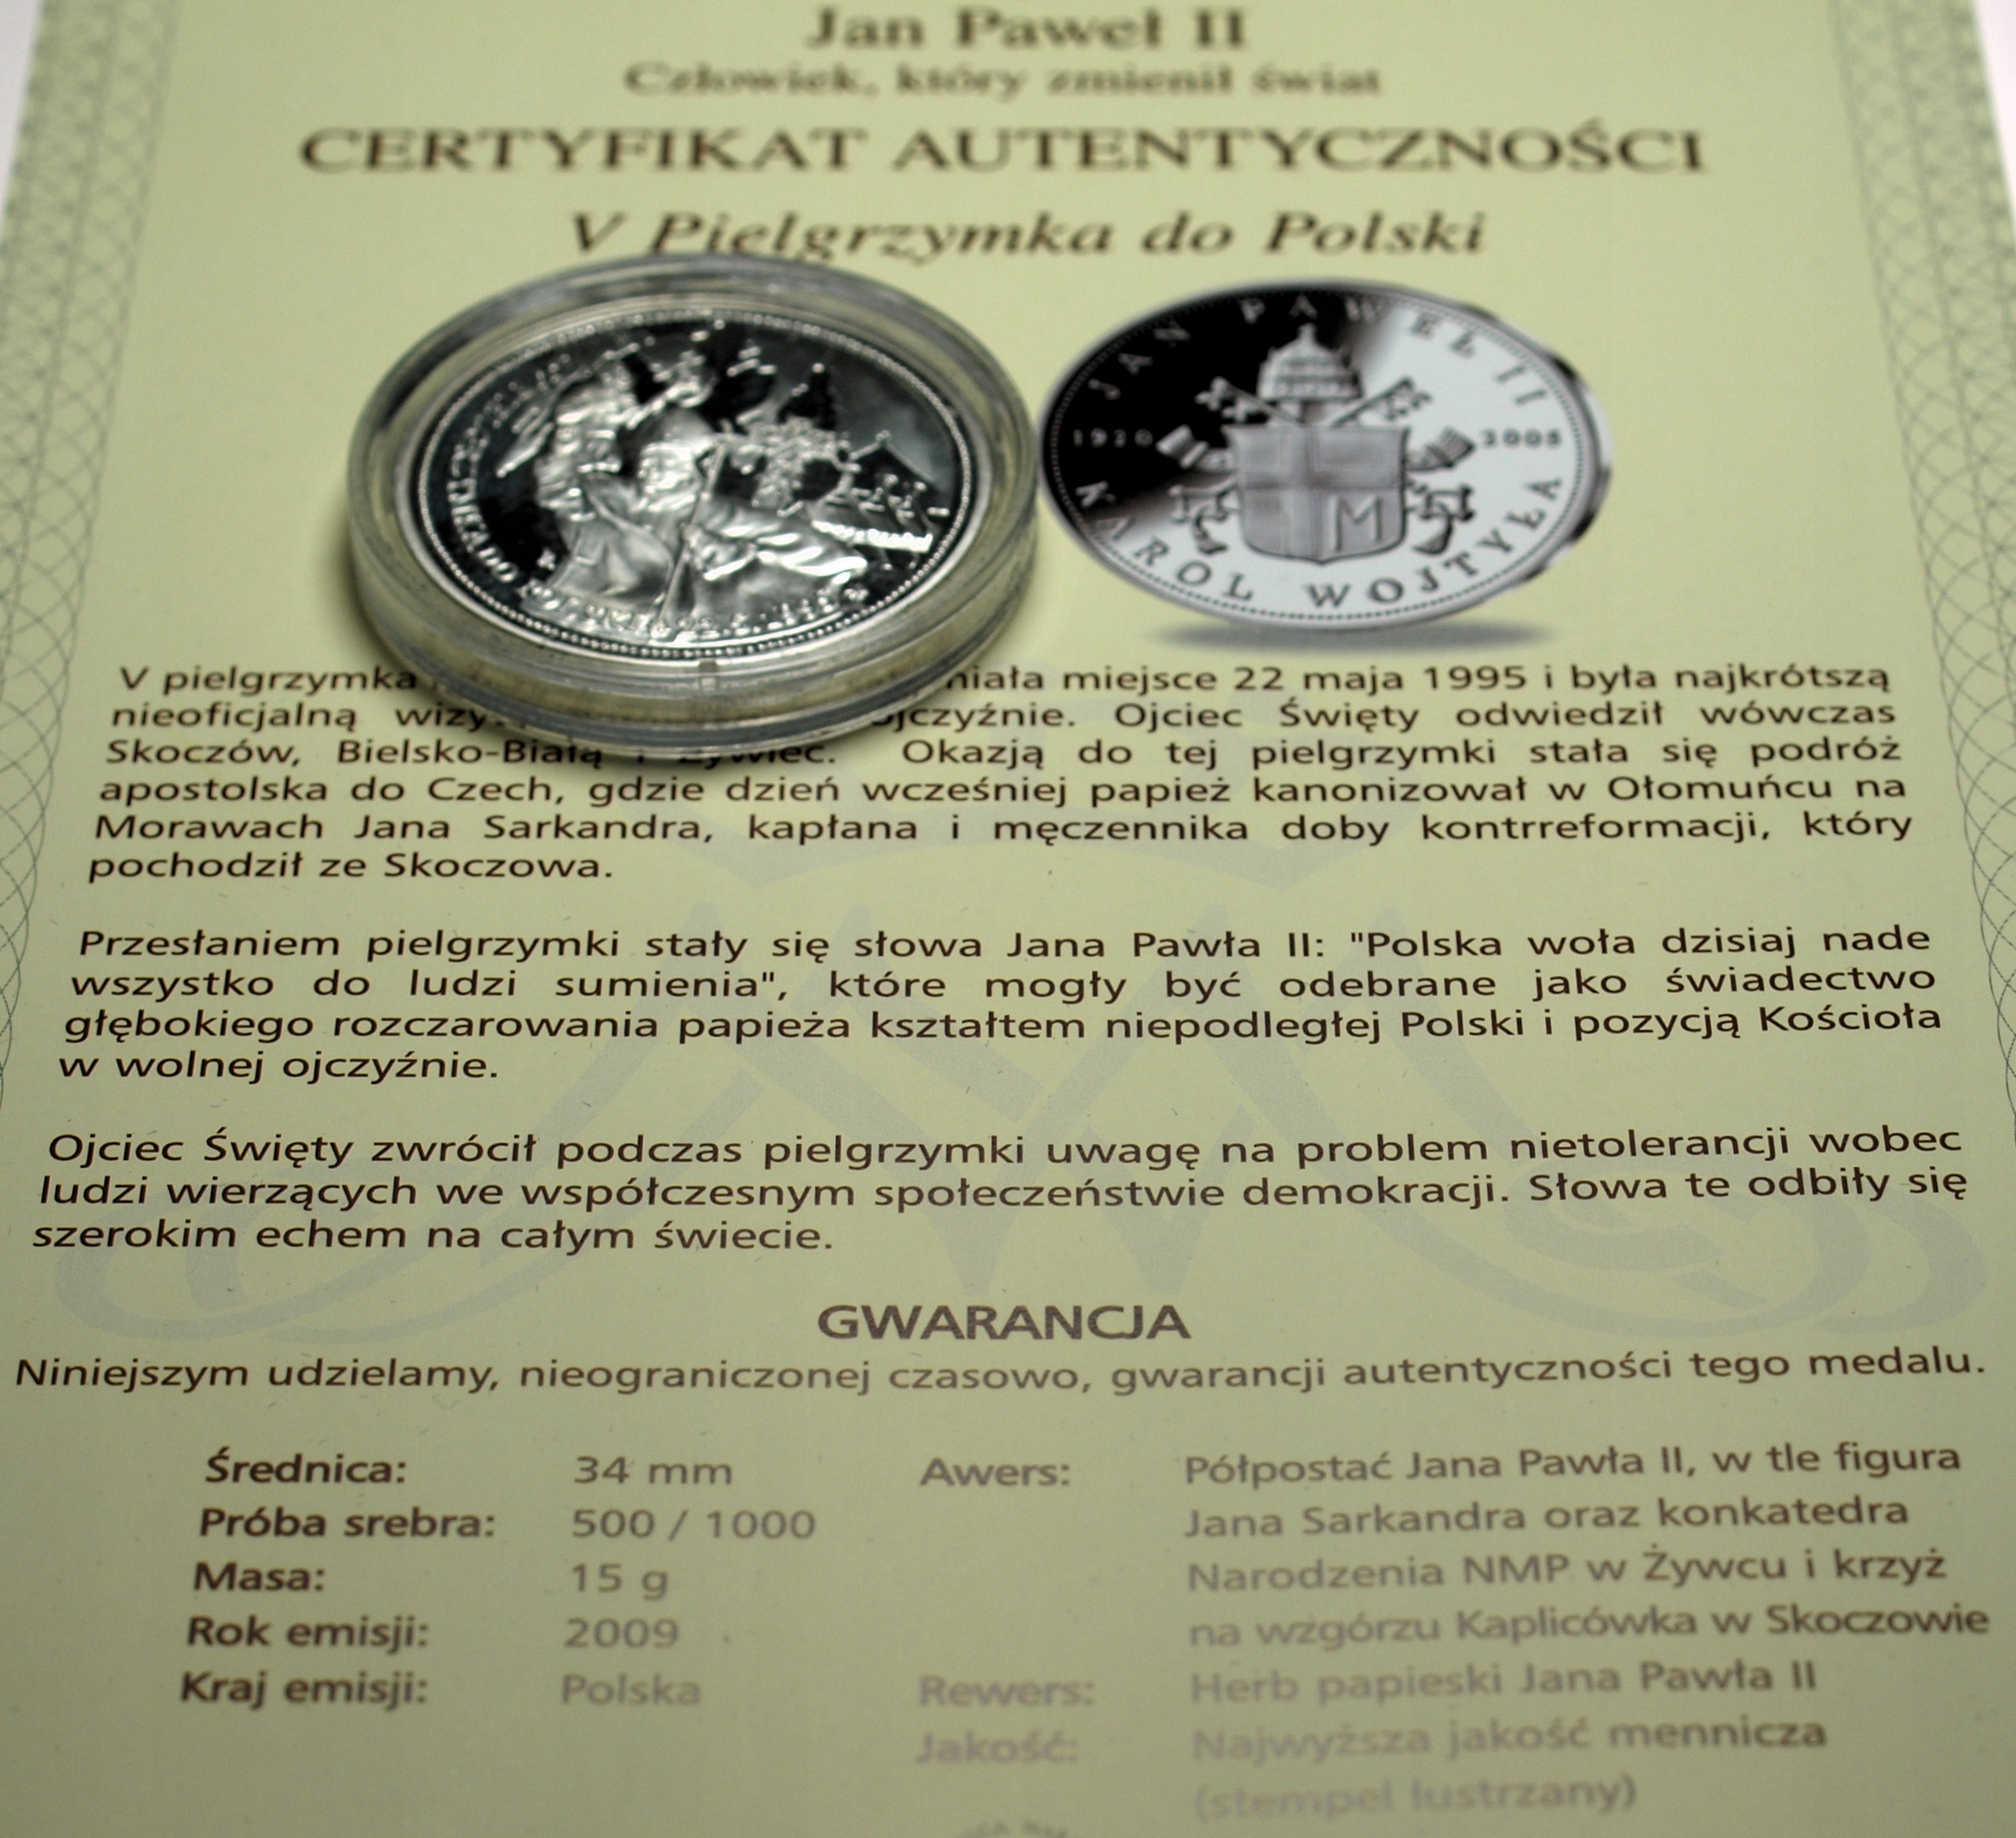 Jan Paweł II
Człowiek, który zmienił świat
CERTYFIKAT AUTENTYCZNOŚCI
V Pielgrzymka do Polski
JAN PAWEŁ II
1920 2005
KAROL WOJTYŁA
V pielgrzymka miała miejsce 22 maja 1995 i była najkrótszą
nieoficjalną ojczyźnie. Ojciec Święty odwiedził wówczas
Skoczów, Bielsko-Białą i Żywiec. Okazją do tej pielgrzymki stała się podróż
apostolska do Czech, gdzie dzień wcześniej papież kanonizował w Ołomuńcu na
Morawach Jana Sarkandra, kapłana i męczennika doby kontrreformacji, który
pochodził ze Skoczowa.
Przesłaniem pielgrzymki stały się słowa Jana Pawła II: "Polska woła dzisiaj nade
wszystko do ludzi sumienia", które mogły być odebrane jako świadectwo
głębokiego rozczarowania papieża kształtem niepodległej Polski i pozycją Kościoła
w wolnej ojczyźnie.
Ojciec Święty zwrócił podczas pielgrzymki uwagę na problem nietolerancji wobec
ludzi wierzących we współczesnym społeczeństwie demokracji. Słowa te odbiły się
szerokim echem na całym świecie.
GWARANCJA
Niniejszym udzielamy, nieograniczonej czasowo, gwarancji autentyczności tego medalu.
Średnica: 34 mm
Próba srebra: 500 / 1000
Masa: 15 g
Rok emisji: 2009
Kraj emisji: Polska
Awers: Półpostać Jana Pawła II, w tle figura
Jana Sarkandra oraz konkatedra
Narodzenia NMP w Żywcu i krzyż
na wzgórzu Kaplicówka w Skoczowie
Rewers: Herb papieski Jana Pawła II
Jakość: Najwyższa jakość mennicza
(stempel lustrzany)